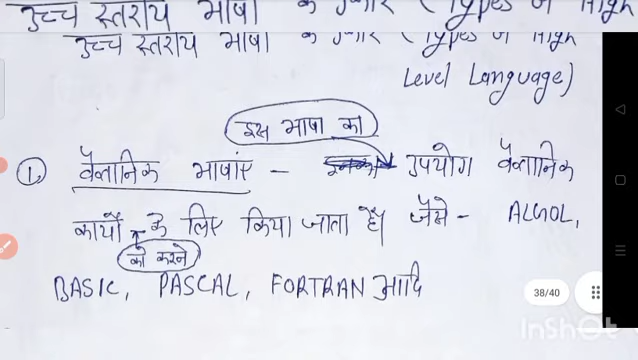 उच्च स्तरीय भाषा के प्रकार (Types of High
उच्च स्तरीय भाषा के प्रकार (Types of High
Level Language)
इस भाषा का
①. वैज्ञानिक भाषाएं - उपयोग वैज्ञानिक
कार्यो के लिए किया जाता है। जैसे - ALGOL,
को करने
BASIC, PASCAL, FORTRAN आदि
38/40
InShOt